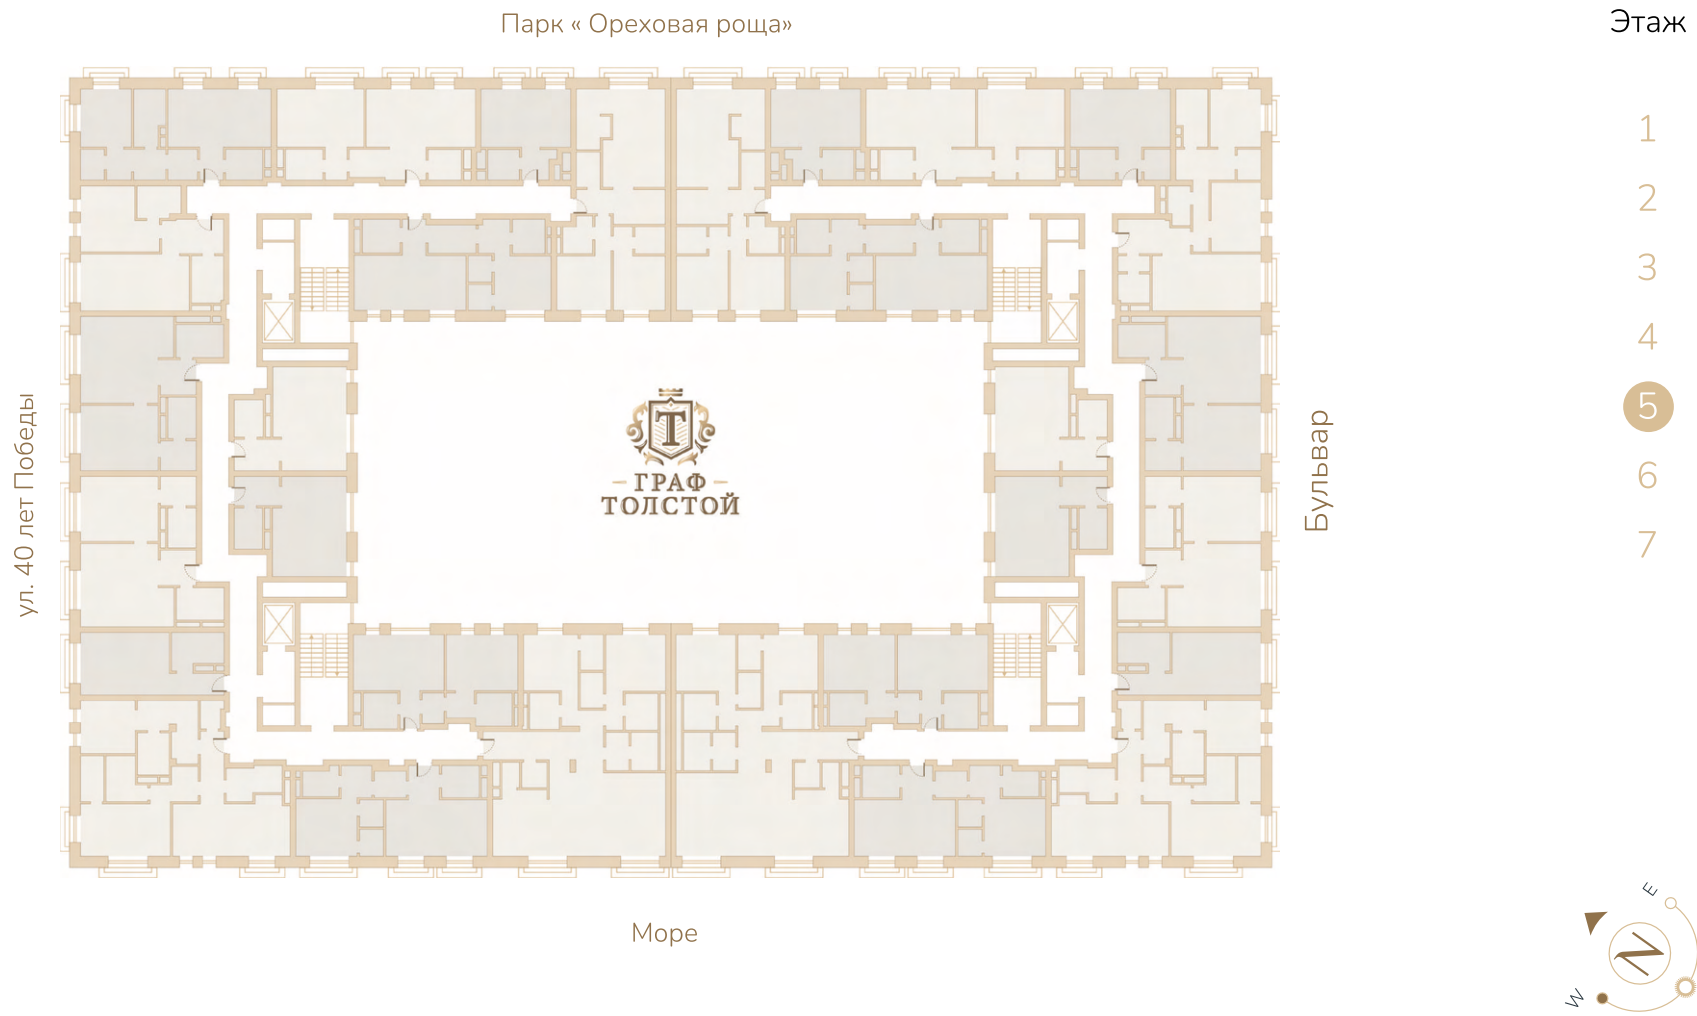 Парк « Ореховая роща»
Этаж
1
2
3
4
5
6
7
ул. 40 лет Победы
Т
ГРАФ
ТОЛСТОЙ
Бульвар
Море
E
N
W